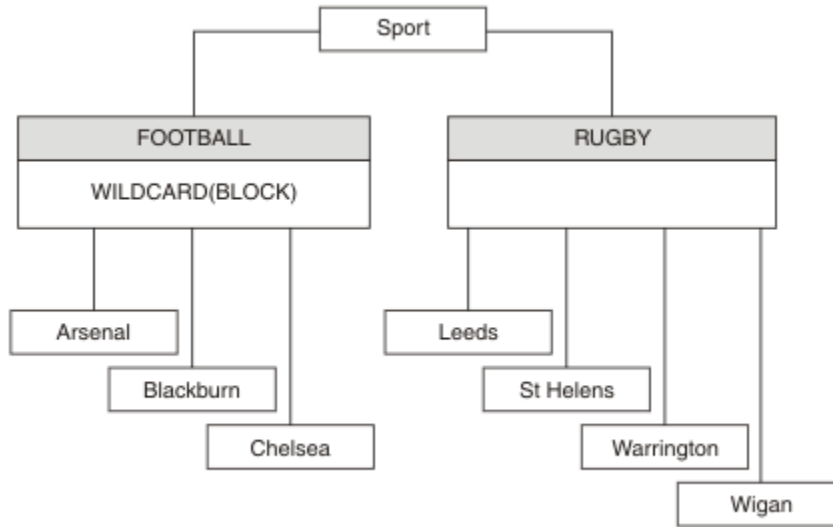 Sport
FOOTBALL
WILDCARD(BLOCK)
RUGBY
Arsenal
Blackburn
Chelsea
Leeds
St Helens
Warrington
Wigan